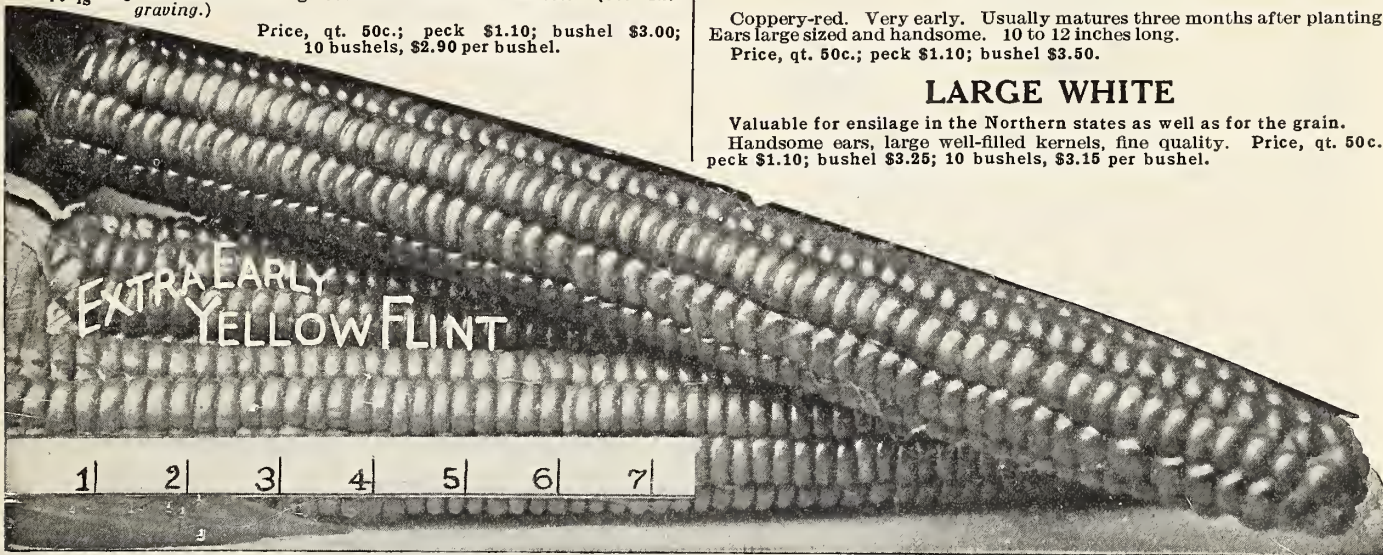 graving.)
Price, qt. 50c.; peck $1.10; bushel $3.00;
10 bushels, $2.90 per bushel.
Coppery-red. Very early. Usually matures three months after planting
Ears large sized and handsome. 10 to 12 inches long.
Price, qt. 50c.; peck $1.10; bushel $3.50.
LARGE WHITE
Valuable for ensilage in the Northern states as well as for the grain.
Handsome ears, large well-filled kernels, fine quality. Price, qt. 50c.
peck $1.10; bushel $3.25; 10 bushels, $3.15 per bushel.
EXTRA EARLY
YELLOW FLINT
1 2 3 4 5 6 7